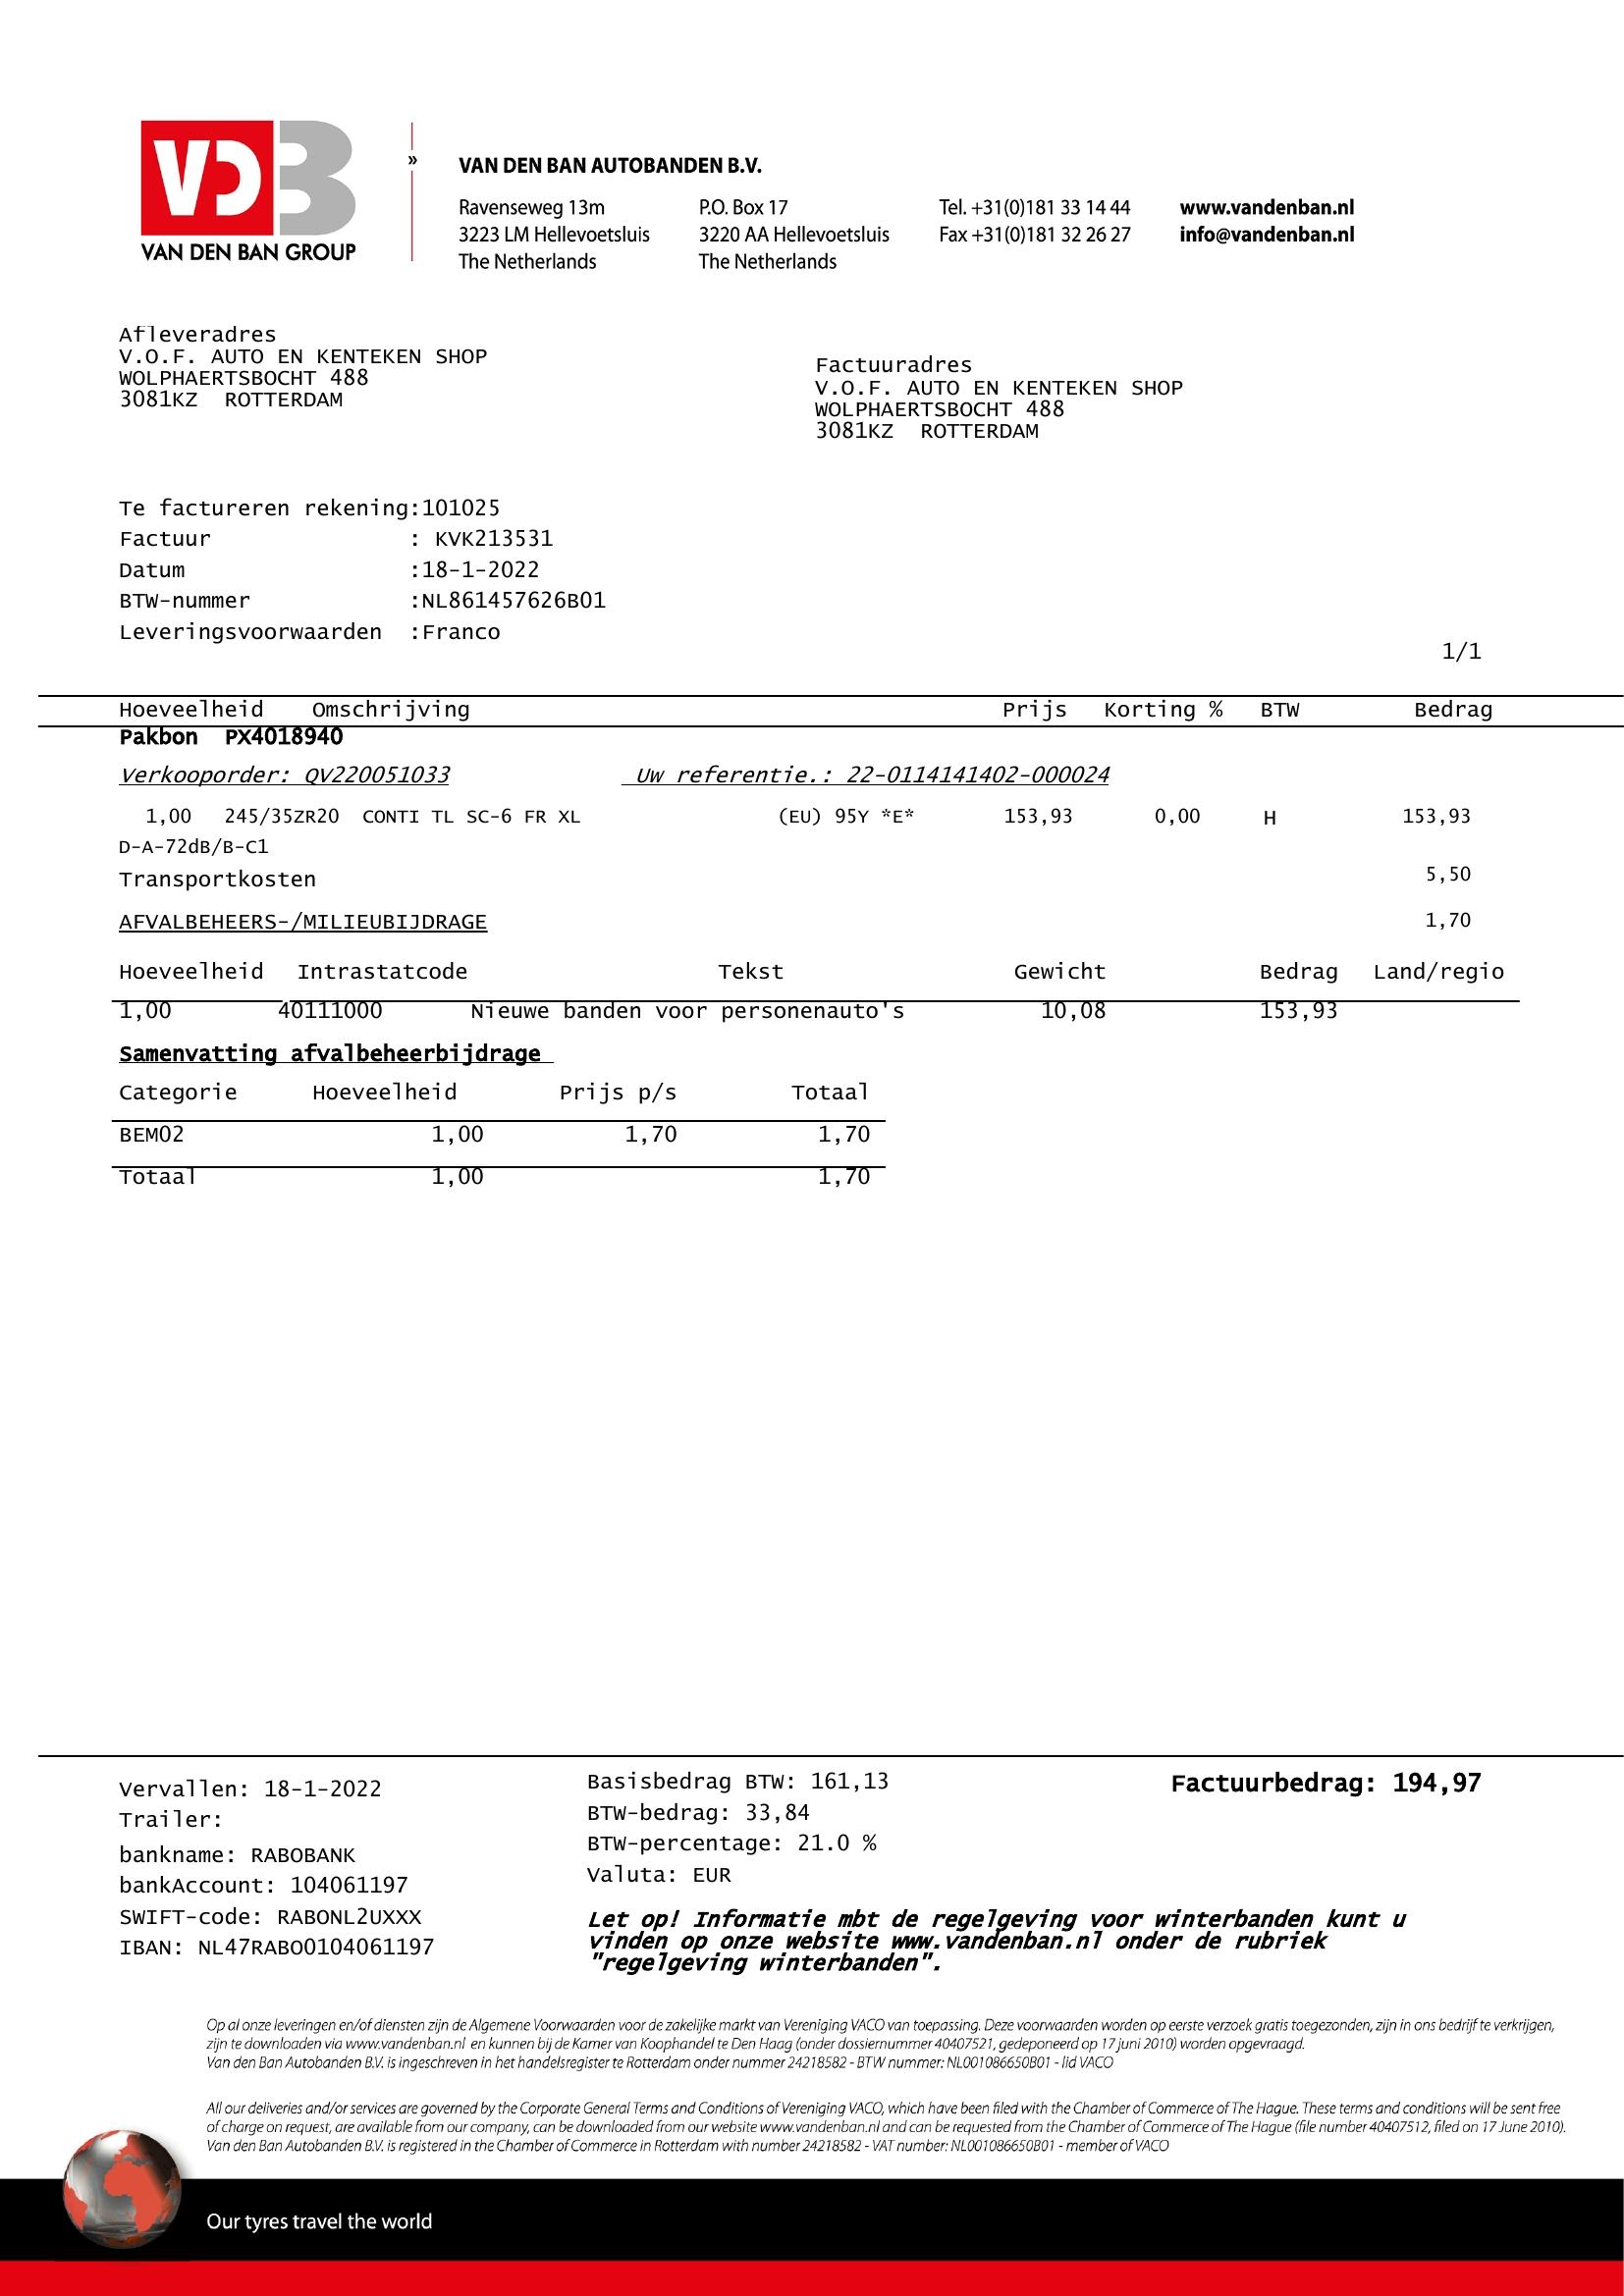 VDB
VAN DEN BAN GROUP
»
VAN DEN BAN AUTOBANDEN B.V.
Ravenseweg 13m P.O. Box 17 Tel. +31(0)181 33 14 44 www.vandenban.nl
3223 LM Hellevoetsluis 3220 AA Hellevoetsluis Fax +31(0)181 32 26 27 info@vandenban.nl
The Netherlands The Netherlands
Afleveradres
V.O.F. AUTO EN KENTEKEN SHOP
WOLPHAERTSBOCHT 488
3081KZ ROTTERDAM
Factuuradres
V.O.F. AUTO EN KENTEKEN SHOP
WOLPHAERTSBOCHT 488
3081KZ ROTTERDAM
Te factureren rekening:101025
Factuur : KVK213531
Datum :18-1-2022
BTW-nummer :NL861457626B01
Leveringsvoorwaarden :Franco
1/1
Hoeveelheid Omschrijving Prijs Korting % BTW Bedrag
Pakbon PX4018940
Verkooporder: QV220051033 Uw referentie.: 22-0114141402-000024
1,00 245/35ZR20 CONTI TL SC-6 FR XL (EU) 95Y *E* 153,93 0,00 H 153,93
D-A-72dB/B-C1
Transportkosten 5,50
AFVALBEHEERS-/MILIEUBIJDRAGE 1,70
Hoeveelheid Intrastatcode Tekst Gewicht Bedrag Land/regio
1,00 40111000 Nieuwe banden voor personenauto's 10,08 153,93
Samenvatting afvalbeheerbijdrage
Categorie Hoeveelheid Prijs p/s Totaal
BEM02 1,00 1,70 1,70
Totaal 1,00 1,70
Vervallen: 18-1-2022
Trailer:
bankname: RABOBANK
bankAccount: 104061197
SWIFT-code: RABONL2UXXX
IBAN: NL47RABO0104061197
Basisbedrag BTW: 161,13
BTW-bedrag: 33,84
BTW-percentage: 21.0 %
Valuta: EUR
Factuurbedrag: 194,97
Let op! Informatie mbt de regelgeving voor winterbanden kunt u
vinden op onze website www.vandenban.nl onder de rubriek
"regelgeving winterbanden".
Op al onze leveringen en/of diensten zijn de Algemene Voorwaarden voor de zakelijke markt van Vereniging VACO van toepassing. Deze voorwaarden worden op eerste verzoek gratis toegezonden, zijn in ons bedrijf te verkrijgen,
zijn te downloaden via www.vandenban.nl en kunnen bij de Kamer van Koophandel te Den Haag (onder dossiernummer 40407521, gedeponeerd op 17 juni 2010) worden opgevraagd.
Van den Ban Autobanden B.V. is ingeschreven in het handelsregister te Rotterdam onder nummer 24218582 - BTW nummer: NL001086650B01 - lid VACO
All our deliveries and/or services are governed by the Corporate General Terms and Conditions of Vereniging VACO, which have been filed with the Chamber of Commerce of The Hague. These terms and conditions will be sent free
of charge on request, are available from our company, can be downloaded from our website www.vandenban.nl and can be requested from the Chamber of Commerce of The Hague (file number 40407512, filed on 17 June 2010).
Van den Ban Autobanden B.V. is registered in the Chamber of Commerce in Rotterdam with number 24218582 - VAT number: NL001086650B01 - member of VACO
Our tyres travel the world